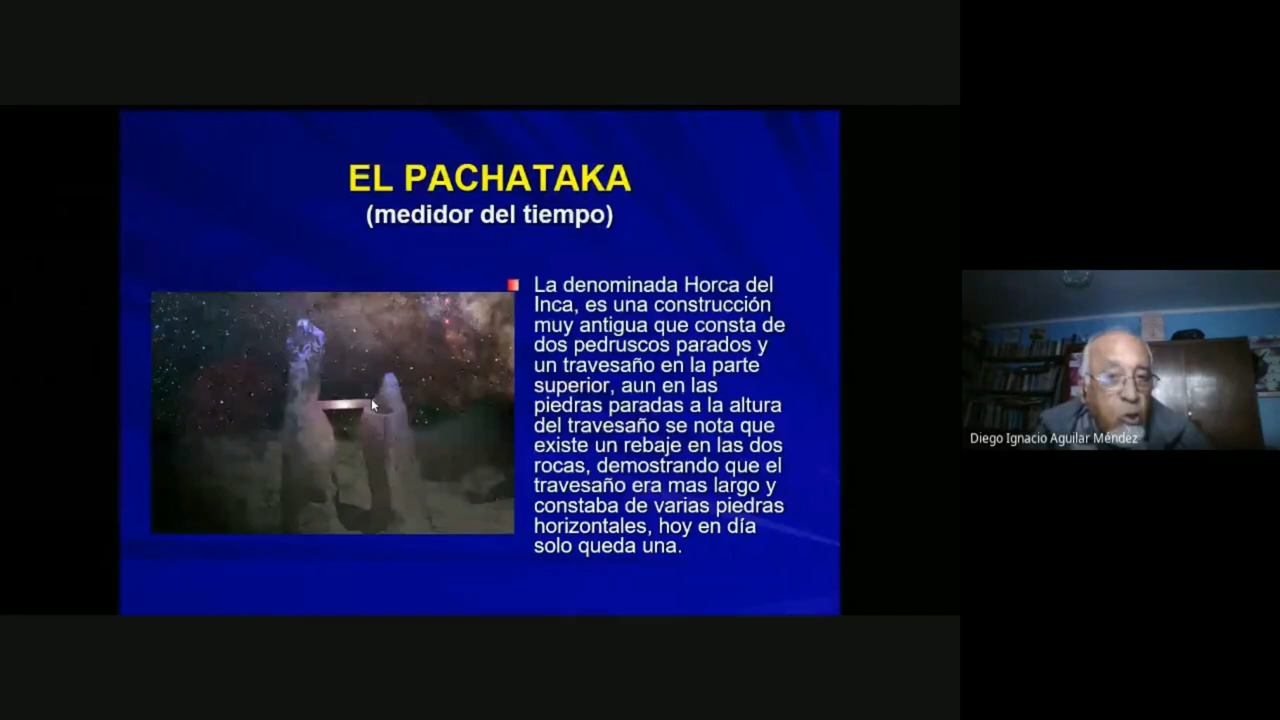 EL PACHATAKA
(medidor del tiempo)
La denominada Horca del
Inca, es una construcción
muy antigua que consta de
dos pedruscos parados y
un travesaño en la parte
superior, aun en las
piedras paradas a la altura
del travesaño se nota que
existe un rebaje en las dos
rocas, demostrando que el
travesaño era mas largo y
constaba de varias piedras
horizontales, hoy en día
solo queda una.
Diego Ignacio Aguilar Méndez